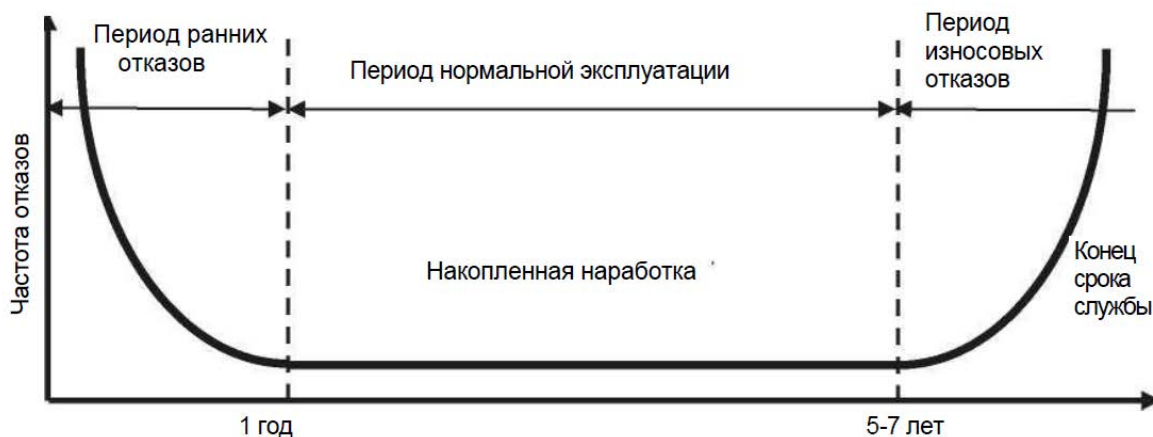 Период ранних
отказов
Период нормальной эксплуатации
Период
износовых
отказов
Частота отказов
Накопленная наработка
Конец
срока
службы
1 год
5-7 лет